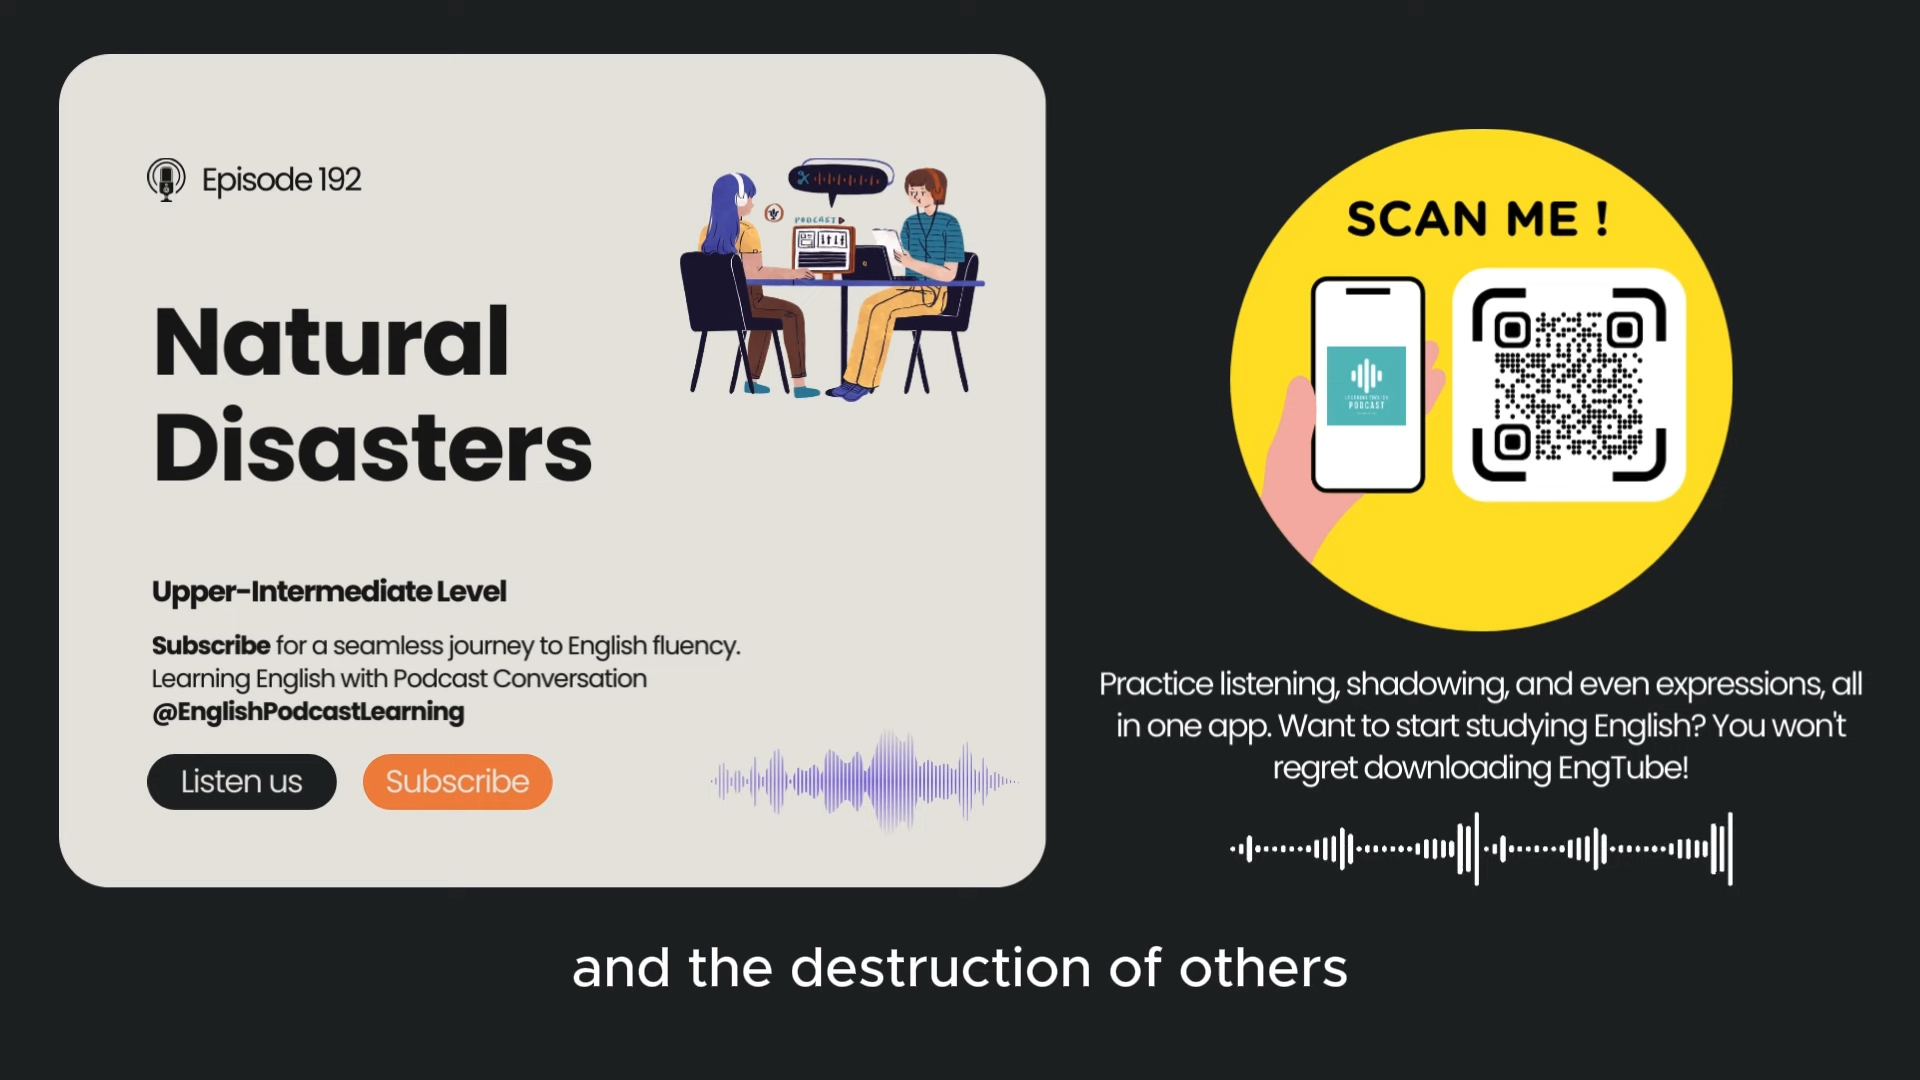 Episode 192
PODCAST
Natural
Disasters
Upper-Intermediate Level
Subscribe for a seamless journey to English fluency.
Learning English with Podcast Conversation
@EnglishPodcastLearning
Listen us
Subscribe
SCAN ME !
PODCAST
Practice listening, shadowing, and even expressions, all
in one app. Want to start studying English? You won't
regret downloading EngTube!
and the destruction of others